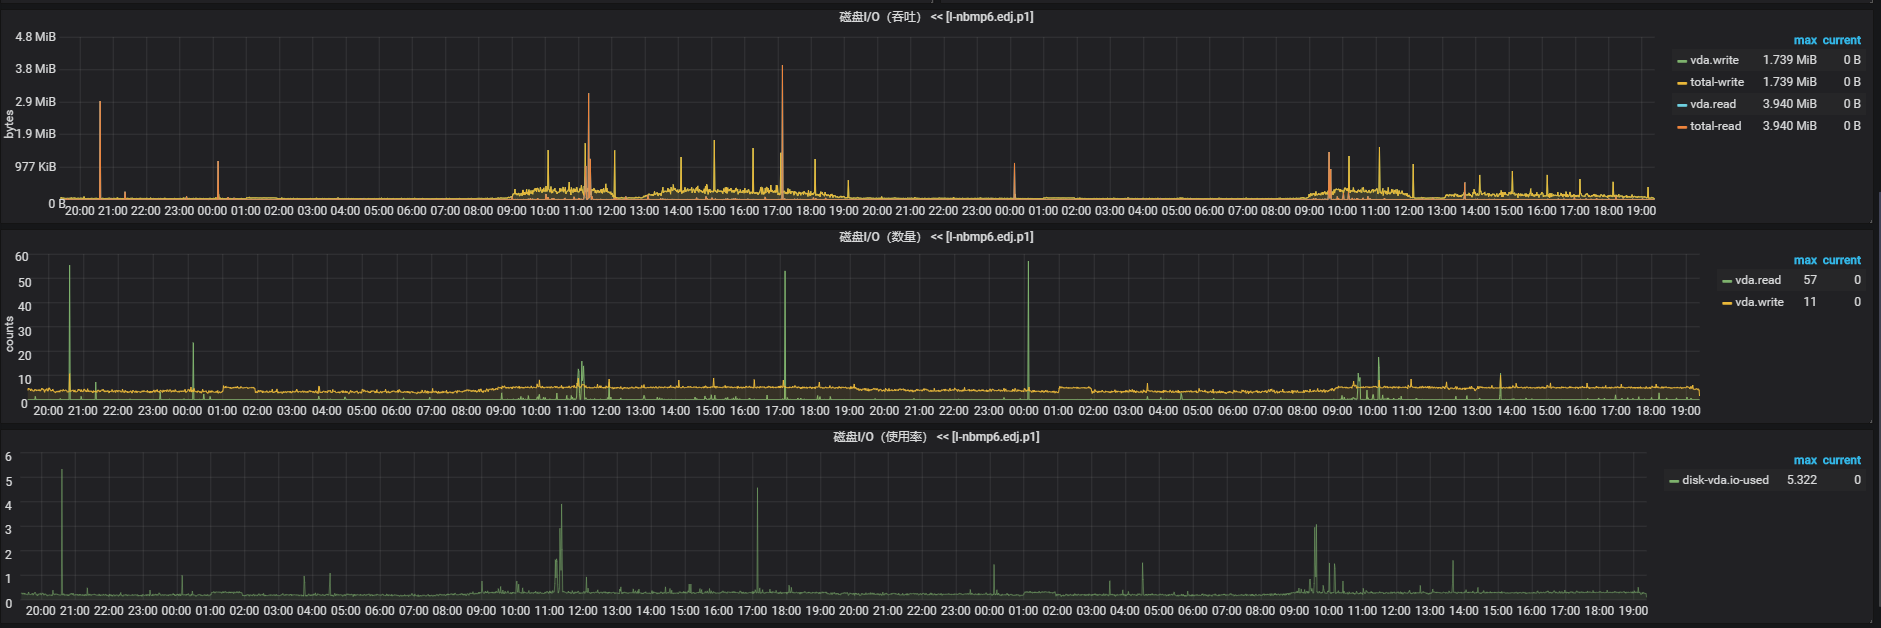 磁盘I/O（吞吐） << [l-nbmp6.edj.p1]
4.8 MiB
3.8 MiB
2.9 MiB
1.9 MiB
977 KiB
0 B
bytes
20:00 21:00 22:00 23:00 00:00 01:00 02:00 03:00 04:00 05:00 06:00 07:00 08:00 09:00 10:00 11:00 12:00 13:00 14:00 15:00 16:00 17:00 18:00 19:00 20:00 21:00 22:00 23:00 00:00 01:00 02:00 03:00 04:00 05:00 06:00 07:00 08:00 09:00 10:00 11:00 12:00 13:00 14:00 15:00 16:00 17:00 18:00 19:00
max current
vda.write 1.739 MiB 0 B
total-write 1.739 MiB 0 B
vda.read 3.940 MiB 0 B
total-read 3.940 MiB 0 B
磁盘I/O（数量） << [l-nbmp6.edj.p1]
60
50
40
30
20
10
0
counts
20:00 21:00 22:00 23:00 00:00 01:00 02:00 03:00 04:00 05:00 06:00 07:00 08:00 09:00 10:00 11:00 12:00 13:00 14:00 15:00 16:00 17:00 18:00 19:00 20:00 21:00 22:00 23:00 00:00 01:00 02:00 03:00 04:00 05:00 06:00 07:00 08:00 09:00 10:00 11:00 12:00 13:00 14:00 15:00 16:00 17:00 18:00 19:00
max current
vda.read 57 0
vda.write 11 0
磁盘I/O（使用率） << [l-nbmp6.edj.p1]
6
5
4
3
2
1
0
20:00 21:00 22:00 23:00 00:00 01:00 02:00 03:00 04:00 05:00 06:00 07:00 08:00 09:00 10:00 11:00 12:00 13:00 14:00 15:00 16:00 17:00 18:00 19:00 20:00 21:00 22:00 23:00 00:00 01:00 02:00 03:00 04:00 05:00 06:00 07:00 08:00 09:00 10:00 11:00 12:00 13:00 14:00 15:00 16:00 17:00 18:00 19:00
max current
disk-vda.io-used 5.322 0